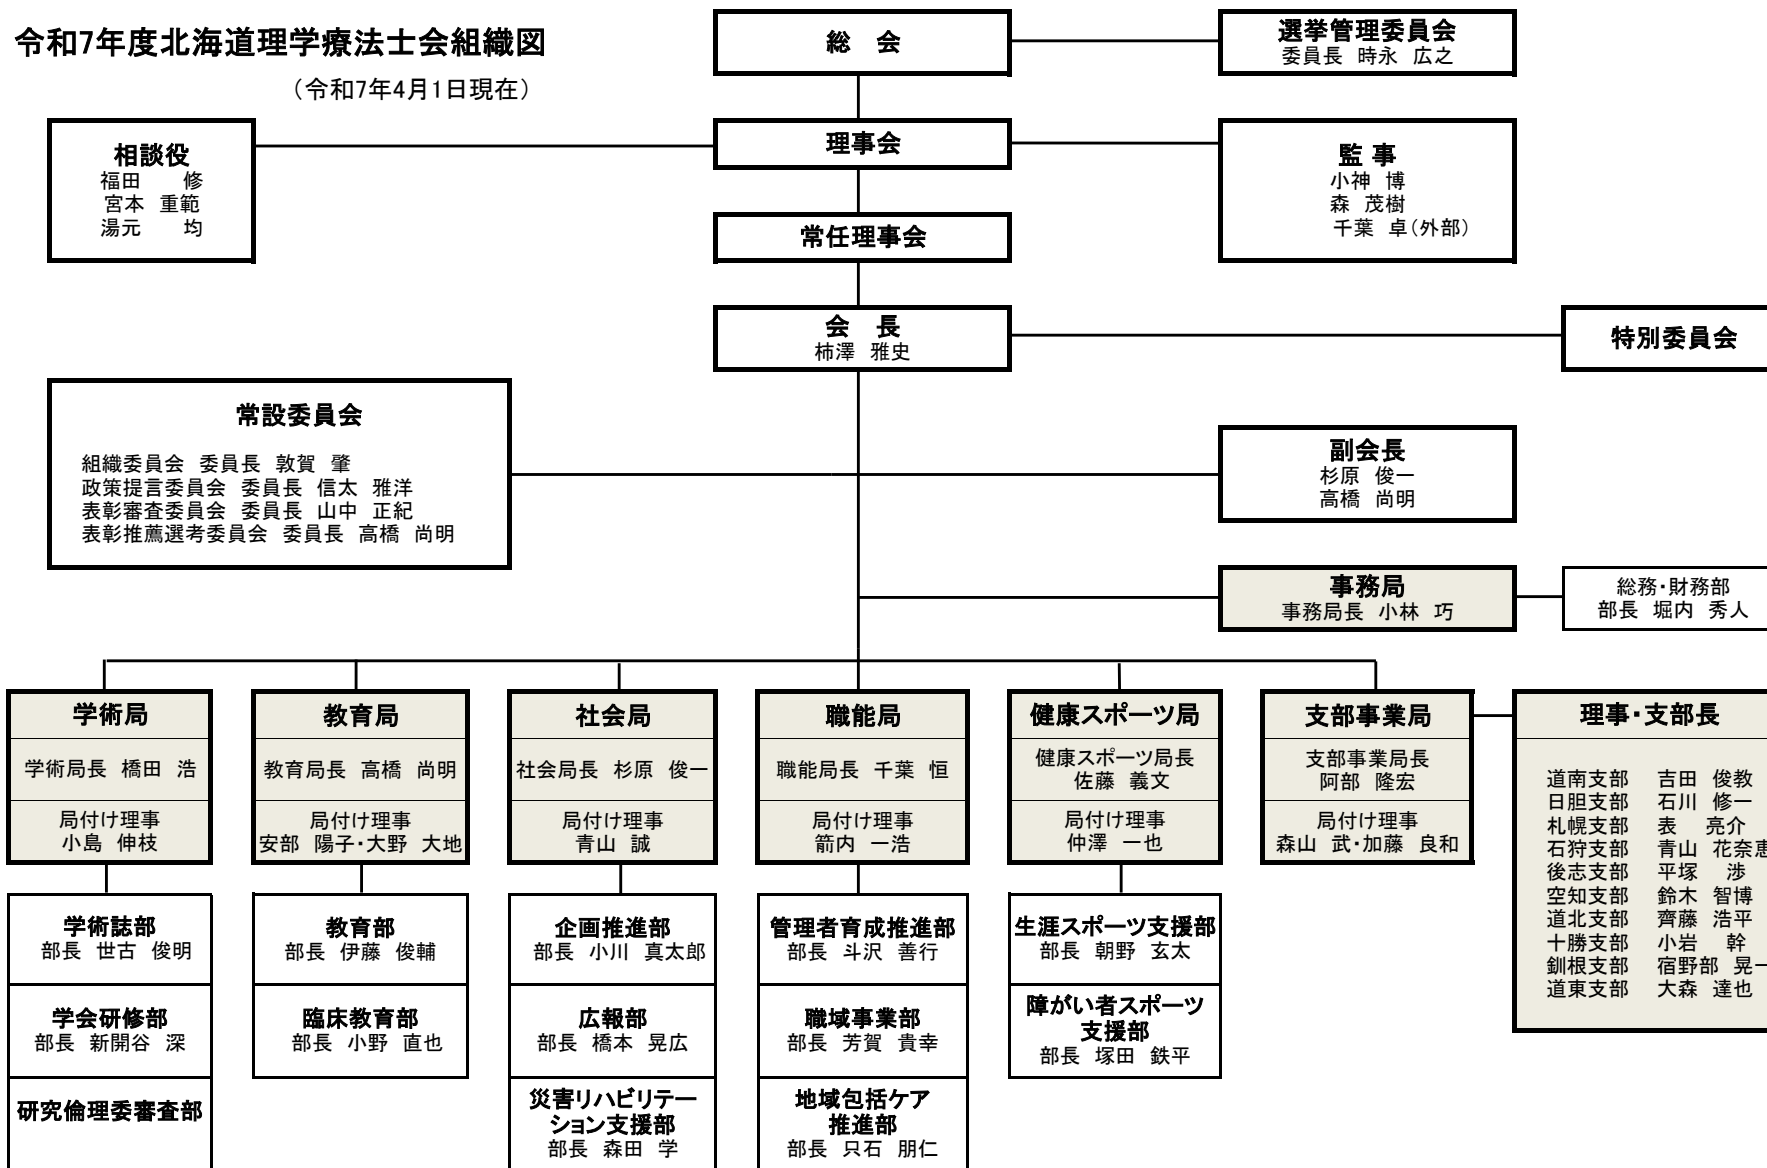 令和7年度北海道理学療法士会組織図
（令和7年4月1日現在）
総　会
選挙管理委員会
委員長 時永 広之
相談役
福田　　修
宮本 重範
湯元　　均
理事会
監 事
小神 博
森 茂樹
千葉 卓(外部)
常任理事会
会　長
柿澤 雅史
特別委員会
常設委員会
組織委員会 委員長 敦賀 肇
政策提言委員会 委員長 信太 雅洋
表彰審査委員会 委員長 山中 正紀
表彰推薦選考委員会 委員長 高橋 尚明
副会長
杉原 俊一
高橋 尚明
事務局
事務局長 小林 巧
総務・財務部
部長 堀内 秀人
学術局
学術局長 橋田 浩
局付け理事
小島 伸枝
学術誌部
部長 世古 俊明
学会研修部
部長 新開谷 深
研究倫理委審査部
教育局
教育局長 高橋 尚明
局付け理事
安部 陽子・大野 大地
教育部
部長 伊藤 俊輔
臨床教育部
部長 小野 直也
社会局
社会局長 杉原 俊一
局付け理事
青山 誠
企画推進部
部長 小川 真太郎
広報部
部長 橋本 晃広
災害リハビリテー
ション支援部
部長 森田 学
職能局
職能局長 千葉 恒
局付け理事
箭内 一浩
管理者育成推進部
部長 斗沢 善行
職域事業部
部長 芳賀 貴幸
地域包括ケア
推進部
部長 只石 朋仁
健康スポーツ局
健康スポーツ局長
佐藤 義文
局付け理事
仲澤 一也
生涯スポーツ支援部
部長 朝野 玄太
障がい者スポーツ
支援部
部長 塚田 鉄平
支部事業局
支部事業局長
阿部 隆宏
局付け理事
森山 武・加藤 良和
理事・支部長
道南支部　吉田 俊教
日胆支部　石川 修一
札幌支部　表　亮介
石狩支部　青山 花奈恵
後志支部　平塚　渉
空知支部　鈴木 智博
道北支部　齊藤 浩平
十勝支部　小岩　幹
釧根支部　宿野部 晃一
道東支部　大森 達也